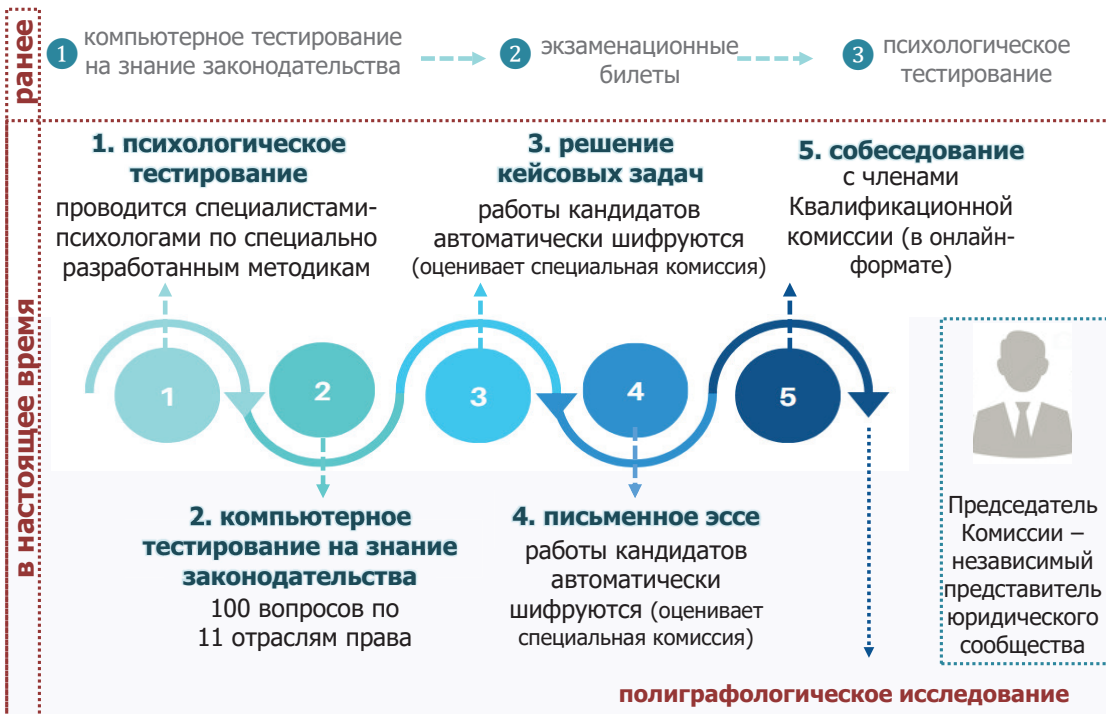 ранее
1 компьютерное тестирование
на знание законодательства
2 экзаменационные
билеты
3 психологическое
тестирование
в настоящее время
1. психологическое
тестирование
проводится специалистами-
психологами по специально
разработанным методикам
3. решение
кейсовых задач
работы кандидатов
автоматически шифруются
(оценивает специальная комиссия)
5. собеседование
с членами
Квалификационной
комиссии (в онлайн-
формате)
1
2
3
4
5
2. компьютерное
тестирование на знание
законодательства
100 вопросов по
11 отраслям права
4. письменное эссе
работы кандидатов
автоматически
шифруются (оценивает
специальная комиссия)
Председатель
Комиссии –
независимый
представитель
юридического
сообщества
полиграфологическое исследование